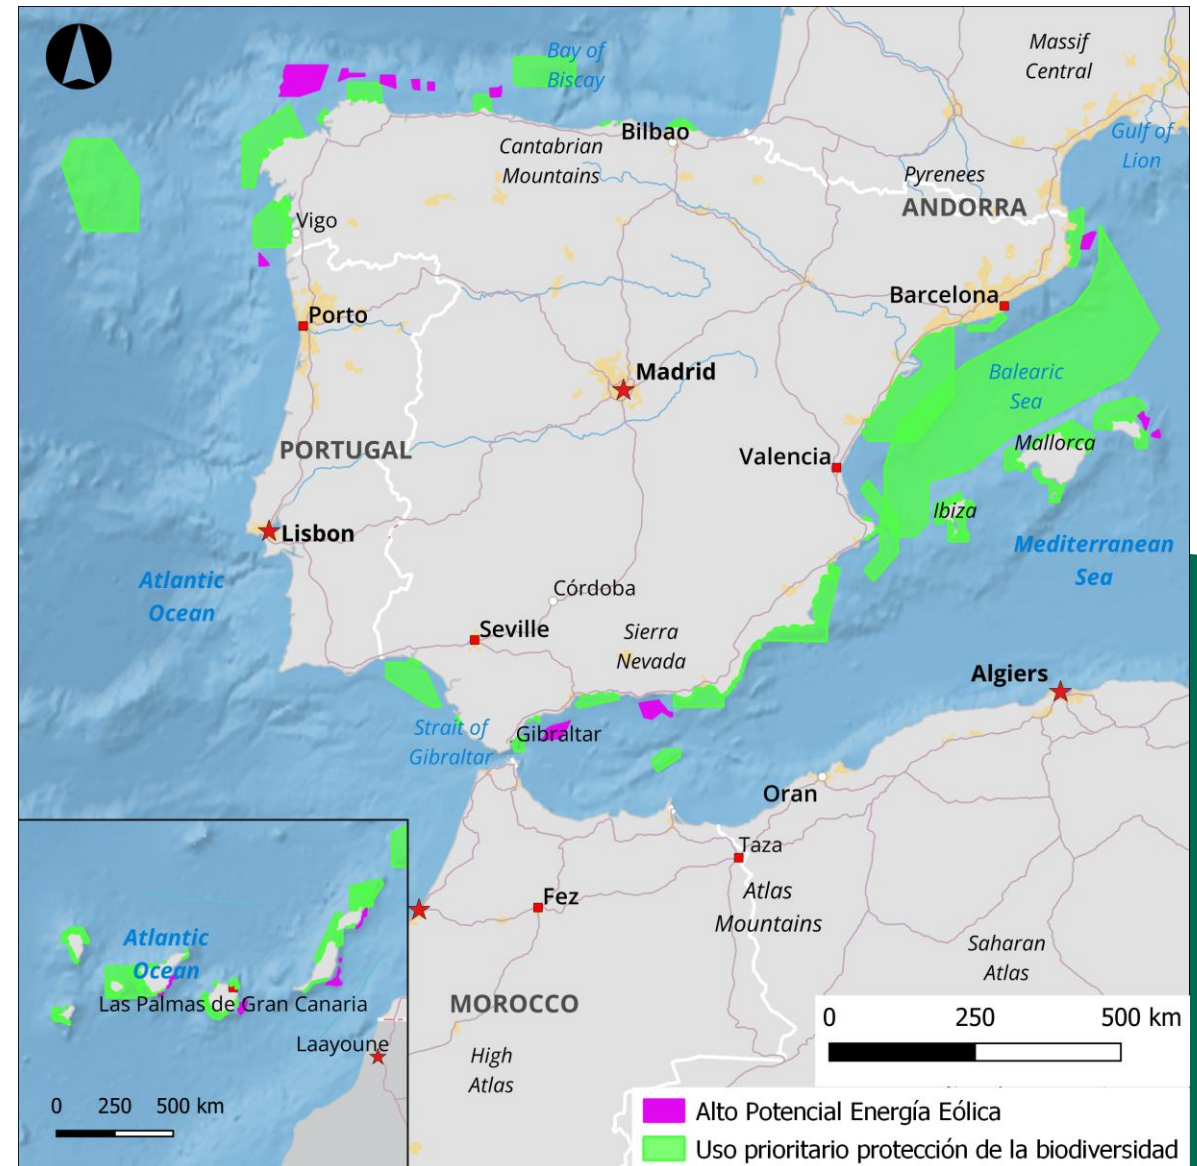 Bay of
Biscay
Massif
Central
Gulf of
Lion
Bilbao
Cantabrian
Mountains
Pyrenees
ANDORRA
Vigo
Barcelona
Porto
Madrid
Balearic
Sea
PORTUGAL
Mallorca
Valencia
Ibiza
Lisbon
Mediterranean
Sea
Atlantic
Ocean
Córdoba
Seville
Sierra
Nevada
Algiers
Strait of
Gibraltar
Gibraltar
Oran
Taza
Fez
Atlas
Mountains
Saharan
Atlas
Atlantic
Ocean
Las Palmas de Gran Canaria
MOROCCO
Laayoune
High
Atlas
0 250 500 km
0 250 500 km
Alto Potencial Energía Eólica
Uso prioritario protección de la biodiversidad